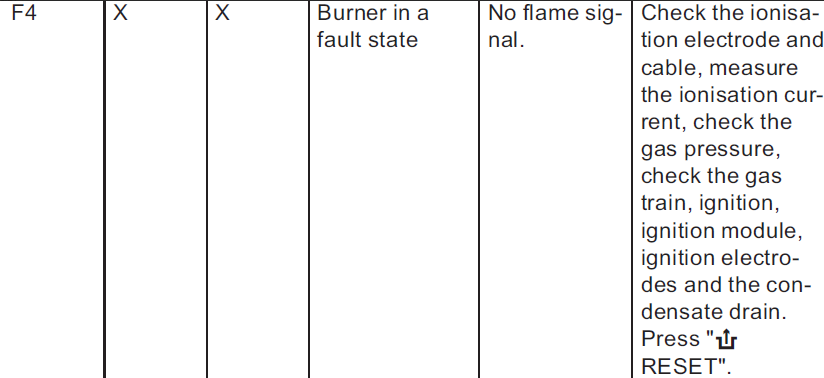 F4
X
X
Burner in a
fault state
No flame sig-
nal.
Check the ionisa-
tion electrode and
cable, measure
the ionisation cur-
rent, check the
gas pressure,
check the gas
train, ignition,
ignition module,
ignition electro-
des and the con-
densate drain.
Press "
RESET".